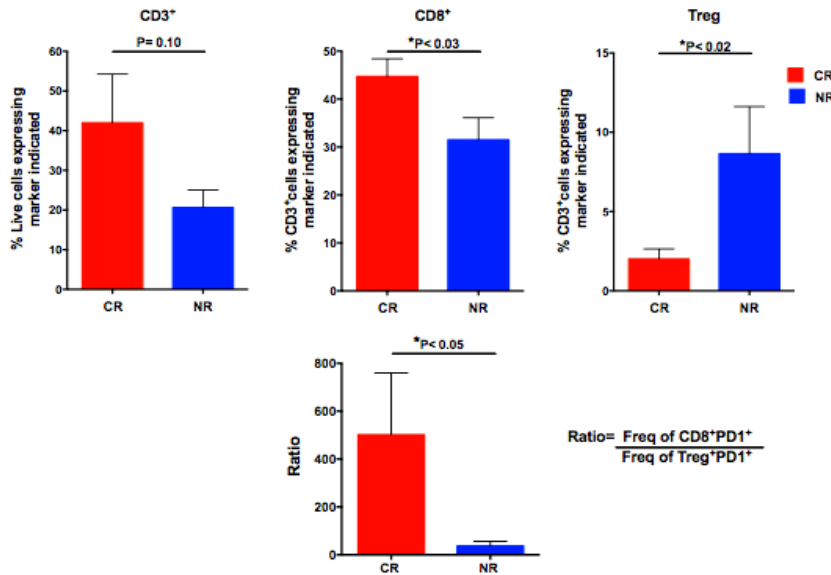 CD3⁺
P= 0.10
% Live cells expressing
marker indicated
60
50
40
30
20
10
0
CR
NR
CD8⁺
*P< 0.03
% CD3⁺cells expressing
marker indicated
50
40
30
20
10
0
CR
NR
Treg
*P< 0.02
% CD3⁺cells expressing
marker indicated
15
10
5
0
CR
NR
CR
NR
*P< 0.05
Ratio
800
600
400
200
0
CR
NR
Ratio= Freq of CD8⁺PD1⁺
Freq of Treg⁺PD1⁺